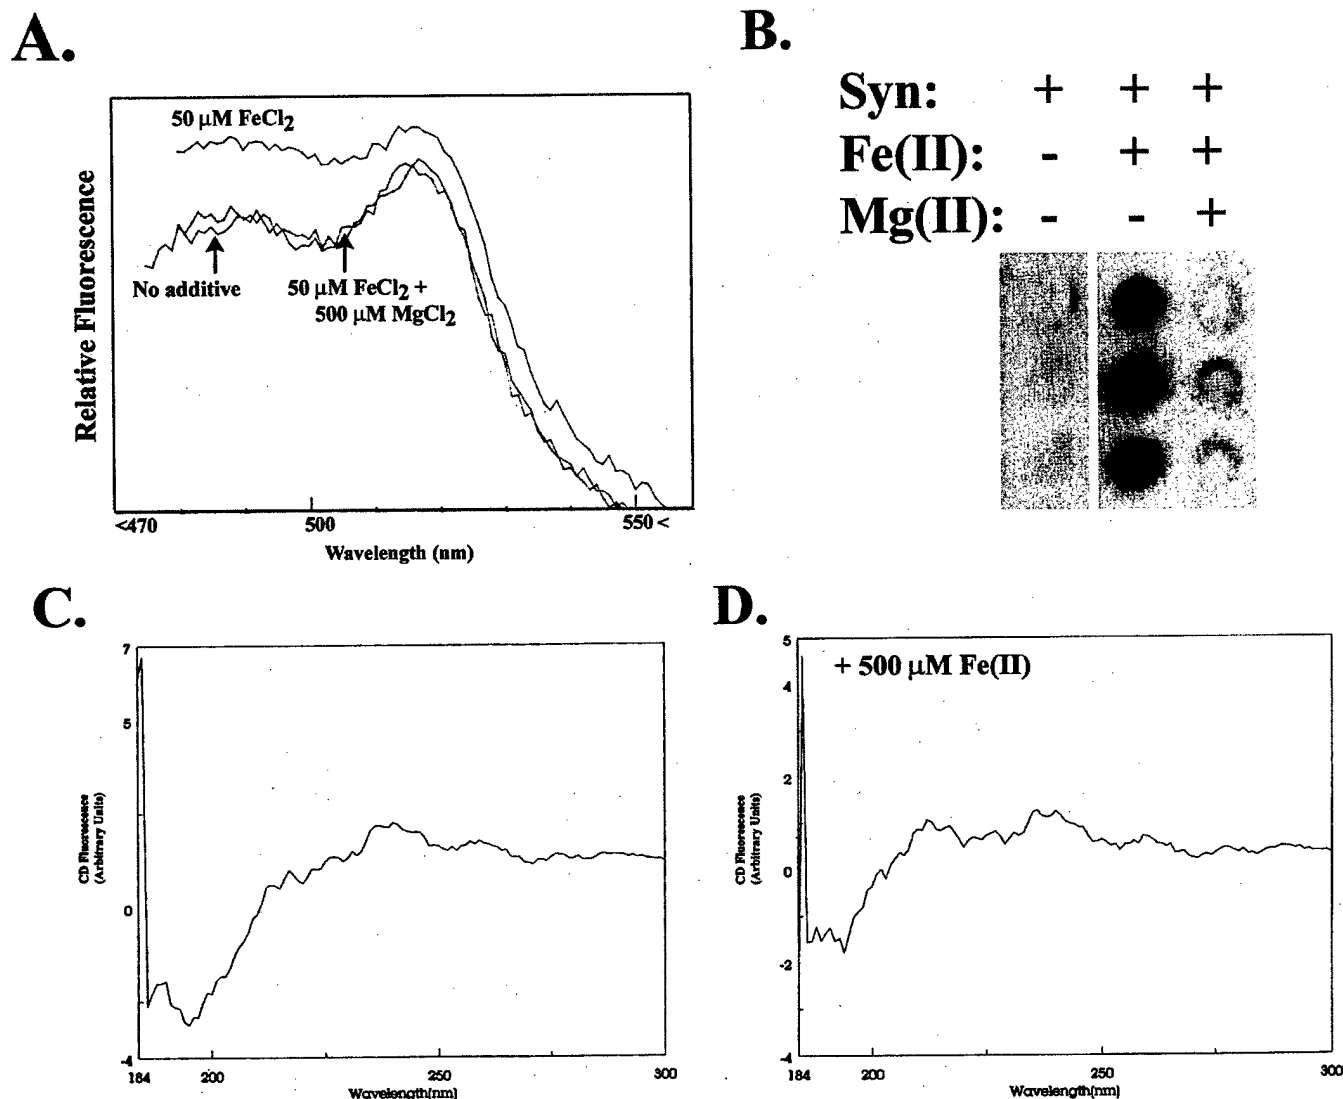 A.
50 μM FeCl2
No additive
50 μM FeCl2 +
500 μM MgCl2
Relative Fluorescence
<470
500
550 <
Wavelength (nm)
B.
Syn: + + +
Fe(II): - + +
Mg(II): - - +
C.
7
5
0
-4
CD Fluorescence
(Arbitrary Units)
184
200
250
300
Wavelength[nm)
D.
+ 500 μM Fe(II)
5
4
2
0
-2
-4
CD Fluorescence
(Arbitrary Units)
184
200
250
300
Wavelength[nm)